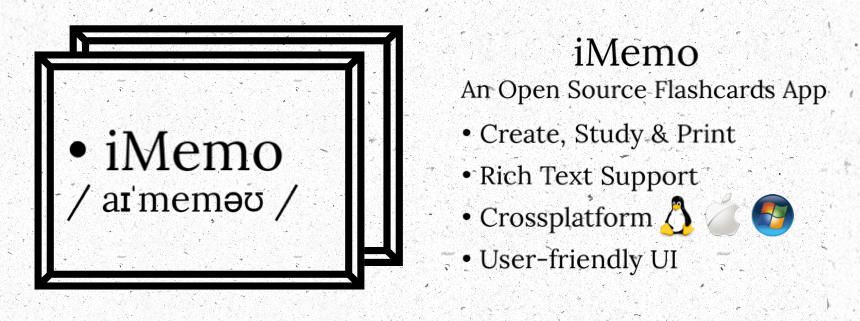 • iMemo
/ aɪˈmeməʊ /
iMemo
An Open Source Flashcards App
• Create, Study & Print
• Rich Text Support
• Crossplatform
• User-friendly UI